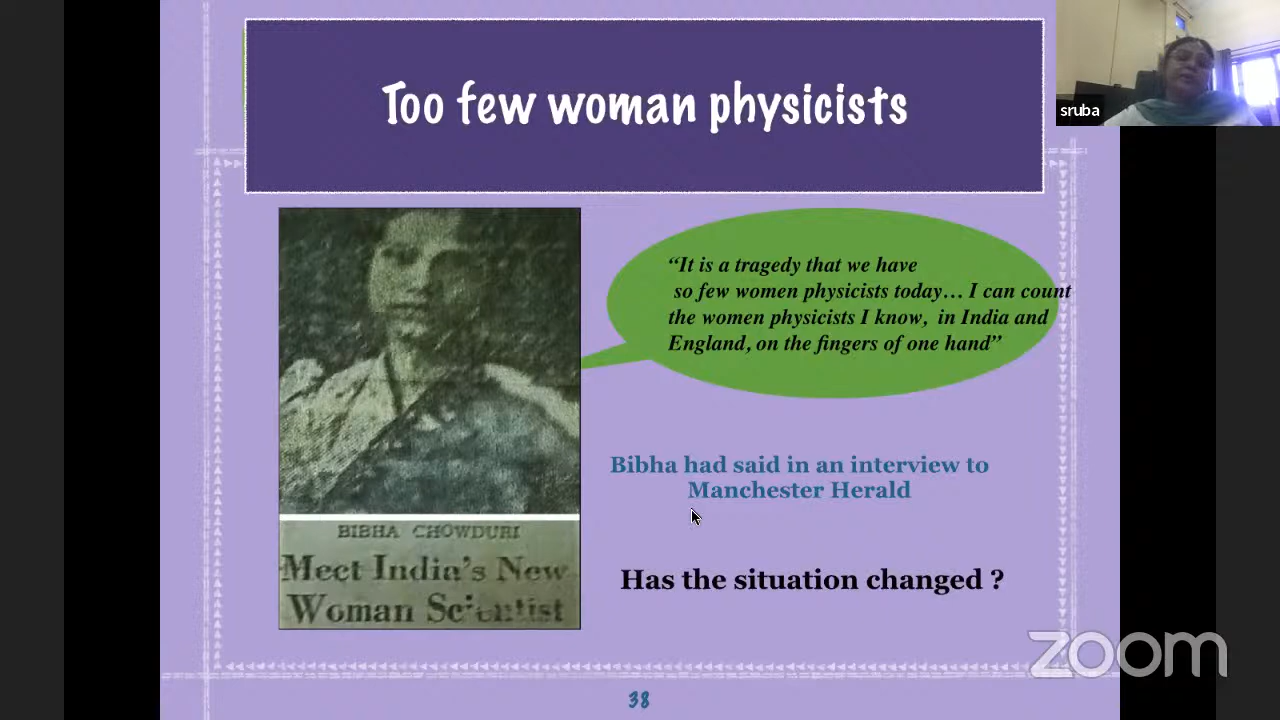 Too few woman physicists
sruba
“It is a tragedy that we have
so few women physicists today... I can count
the women physicists I know, in India and
England, on the fingers of one hand”
Bibha had said in an interview to
Manchester Herald
BIBHA CHOWDURI
Meet India's New
Woman Scientist
Has the situation changed ?
zoom
38